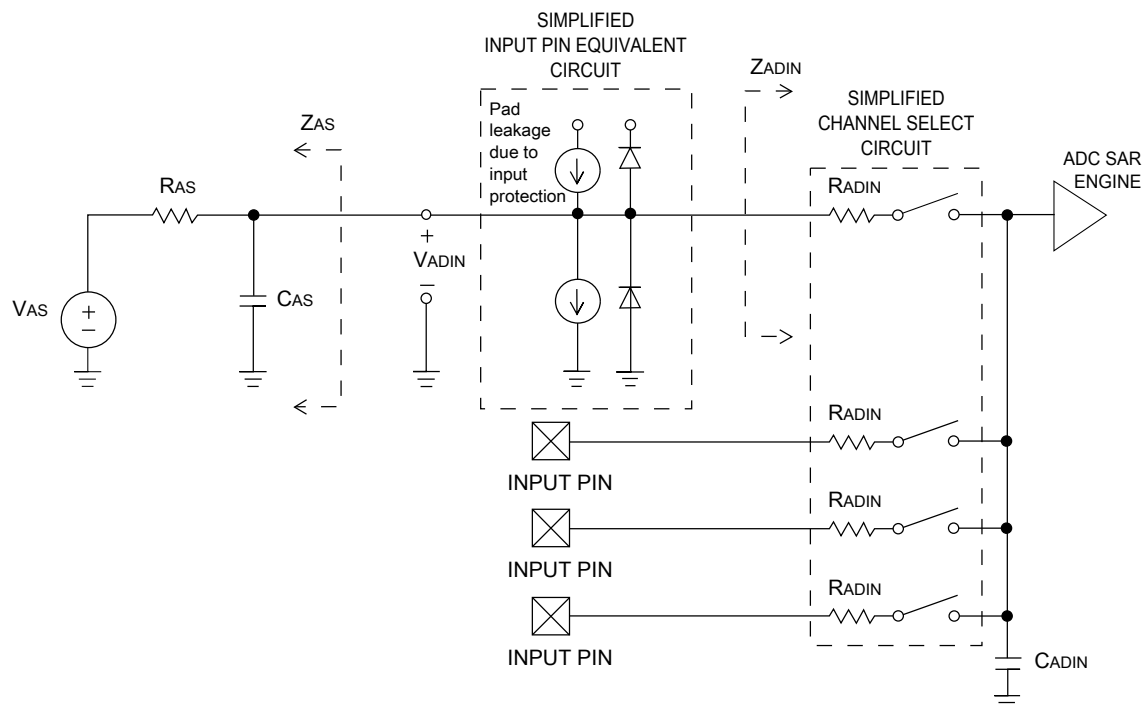 SIMPLIFIED
INPUT PIN EQUIVALENT
CIRCUIT
ZADIN
SIMPLIFIED
CHANNEL SELECT
CIRCUIT
Pad
leakage
due to
input
protection
ZAS
ADC SAR
ENGINE
RAS
RADIN
+
VADIN
−
CAS
VAS
+
−
RADIN
INPUT PIN
RADIN
INPUT PIN
RADIN
INPUT PIN
CADIN